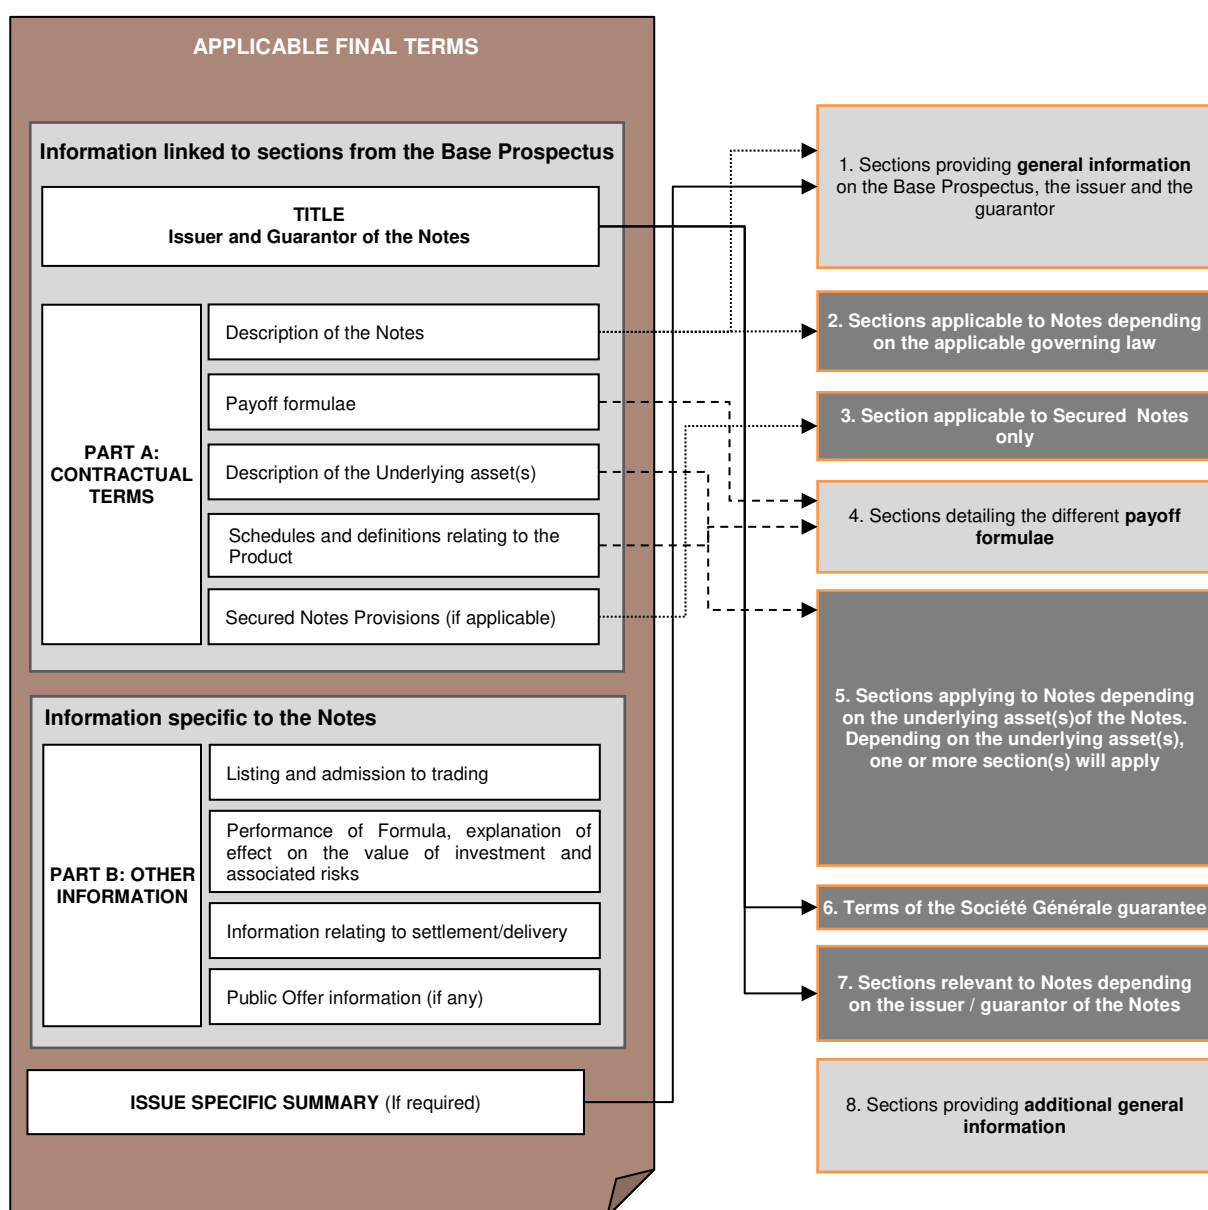 APPLICABLE FINAL TERMS
Information linked to sections from the Base Prospectus
TITLE
Issuer and Guarantor of the Notes
PART A:
CONTRACTUAL
TERMS
Description of the Notes
Payoff formulae
Description of the Underlying asset(s)
Schedules and definitions relating to the
Product
Secured Notes Provisions (if applicable)
Information specific to the Notes
PART B: OTHER
INFORMATION
Listing and admission to trading
Performance of Formula, explanation of
effect on the value of investment and
associated risks
Information relating to settlement/delivery
Public Offer information (if any)
ISSUE SPECIFIC SUMMARY (If required)
1. Sections providing general information
on the Base Prospectus, the issuer and the
guarantor
2. Sections applicable to Notes depending
on the applicable governing law
3. Section applicable to Secured Notes
only
4. Sections detailing the different payoff
formulae
5. Sections applying to Notes depending
on the underlying asset(s)of the Notes.
Depending on the underlying asset(s),
one or more section(s) will apply
6. Terms of the Société Générale guarantee
7. Sections relevant to Notes depending
on the issuer / guarantor of the Notes
8. Sections providing additional general
information